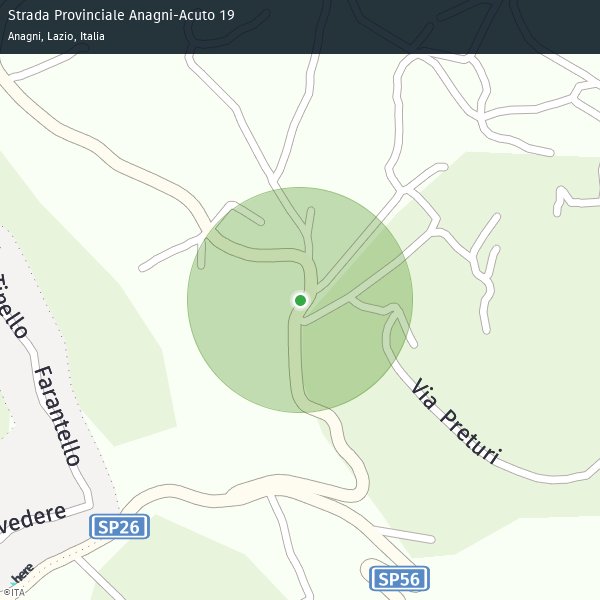 Strada Provinciale Anagni-Acuto 19
Anagni, Lazio, Italia
Tinello
Farantello
Via Preturi
vedere
SP26
SP56
here
©ITA